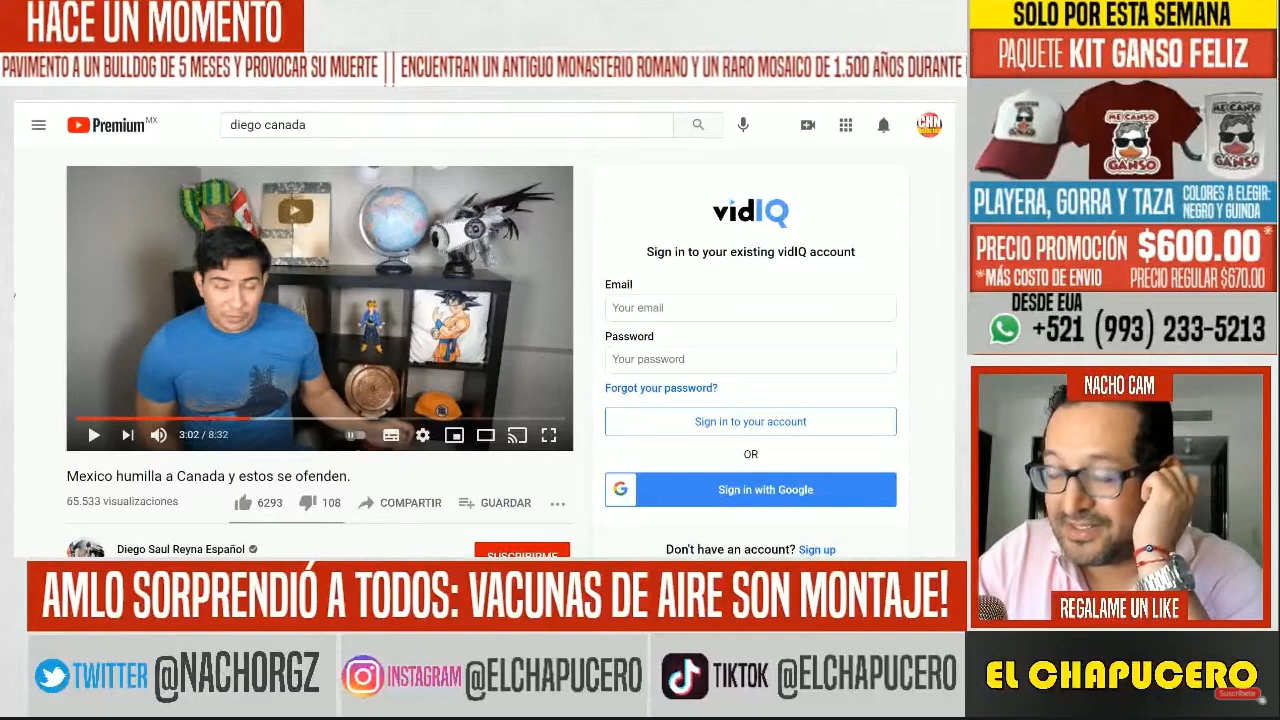 HACE UN MOMENTO
PAVIMENTO A UN BULLDOG DE 5 MESES Y PROVOCAR SU MUERTE || ENCUENTRAN UN ANTIGUO MONASTERIO ROMANO Y UN RARO MOSAICO DE 1.500 AÑOS DURANTE
Premium MX
diego canada
CHN
vidIQ
Sign in to your existing vidIQ account
Email
Your email
Password
Your password
Forgot your password?
Sign in to your account
OR
Sign in with Google
Don't have an account? Sign up
3:02 / 8:32
Mexico humilla a Canada y estos se ofenden.
65.533 visualizaciones
6293
108
COMPARTIR
GUARDAR
Diego Saul Reyna Español
SUSCRIBIRME
SOLO POR ESTA SEMANA
PAQUETE KIT GANSO FELIZ
ME CANSO
GANSO
ME CANSO
GANSO
PLAYERA, GORRA Y TAZA
COLORES A ELEGIR:
NEGRO Y GUINDA
PRECIO PROMOCIÓN $600.00*
*MÁS COSTO DE ENVIO
PRECIO REGULAR $670.00
DESDE EUA
+521 (993) 233-5213
NACHO CAM
REGALAME UN LIKE
AMLO SORPRENDIÓ A TODOS: VACUNAS DE AIRE SON MONTAJE!
TWITTER @NACHORGZ
INSTAGRAM @ELCHAPUCERO
TIKTOK @ELCHAPUCERO
EL CHAPUCERO
Suscríbete